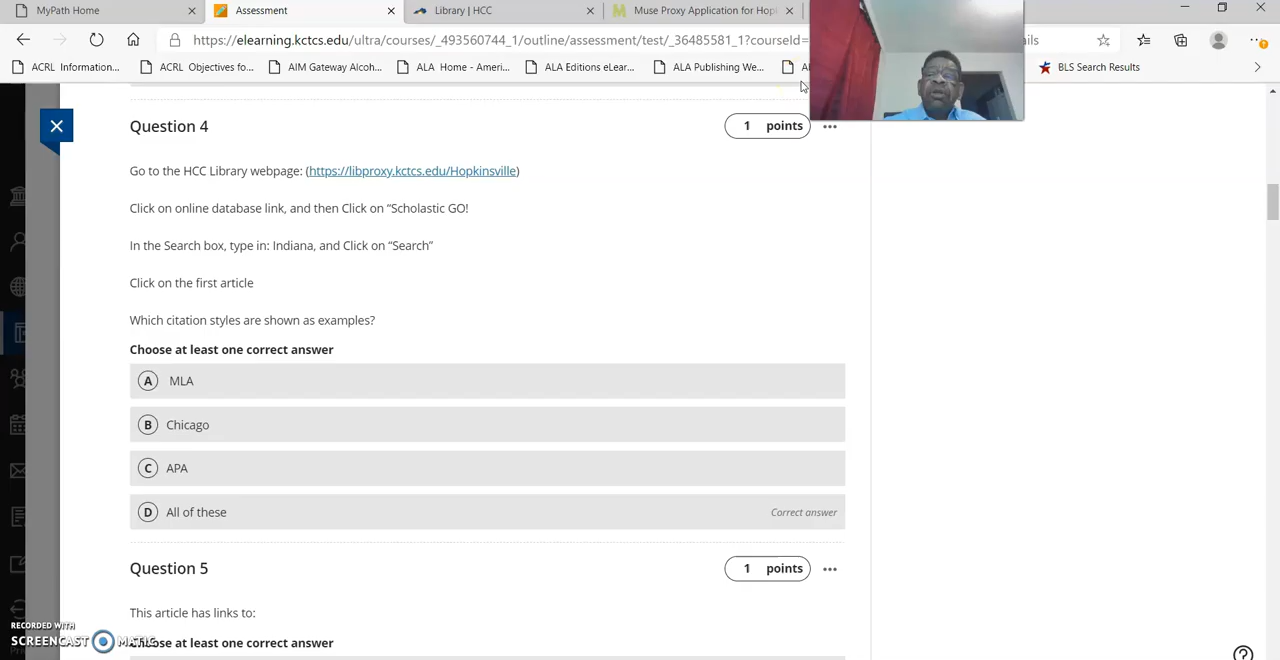 MyPath Home
Assessment
Library | HCC
Muse Proxy Application for Hop
https://elearning.kctcs.edu/ultra/courses/_493560744_1/outline/assessment/test/_36485581_1?courseId=
ils
ACRL Information...
ACRL Objectives fo...
AIM Gateway Alcoh...
ALA Home - Ameri...
ALA Editions eLear...
ALA Publishing We...
BLS Search Results
Question 4
1 points
Go to the HCC Library webpage: (https://libproxy.kctcs.edu/Hopkinsville)
Click on online database link, and then Click on “Scholastic GO!
In the Search box, type in: Indiana, and Click on “Search”
Click on the first article
Which citation styles are shown as examples?
Choose at least one correct answer
A MLA
B Chicago
C APA
D All of these
Correct answer
Question 5
1 points
This article has links to:
Choose at least one correct answer
RECORDED WITH
SCREENCAST MATIC